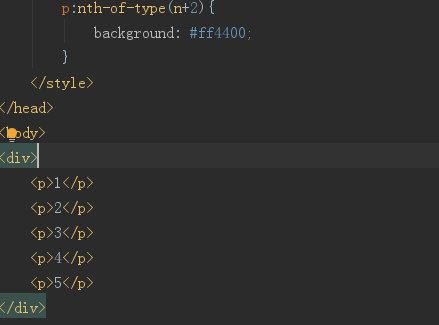 p:nth-of-type(n+2){
background: #ff4400;
}
</style>
</head>
<body>
<div>
<p>1</p>
<p>2</p>
<p>3</p>
<p>4</p>
<p>5</p>
</div>